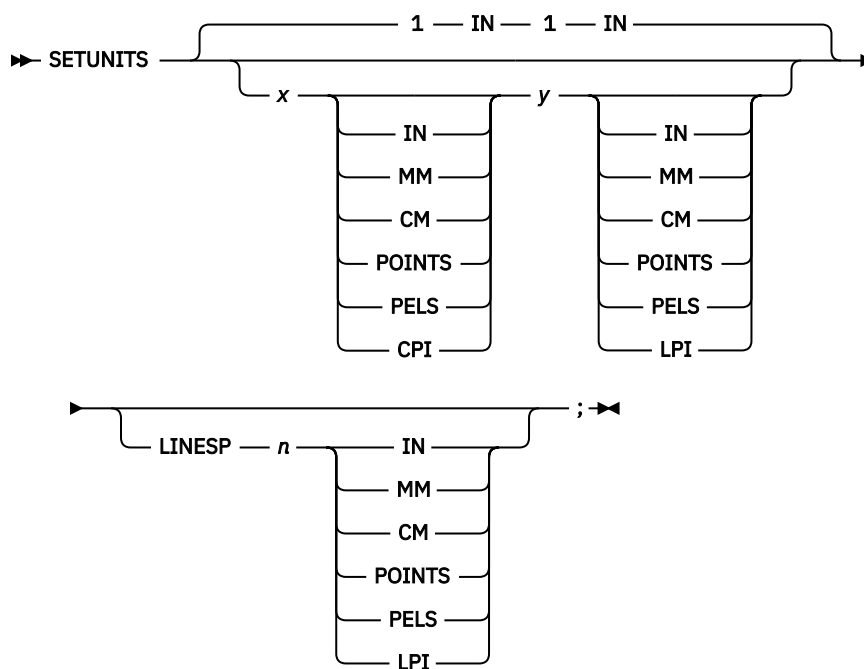 1 IN 1 IN
SETUNITS
x y
IN IN
MM MM
CM CM
POINTS POINTS
PELS PELS
CPI LPI
;
LINESP n IN
MM
CM
POINTS
PELS
LPI